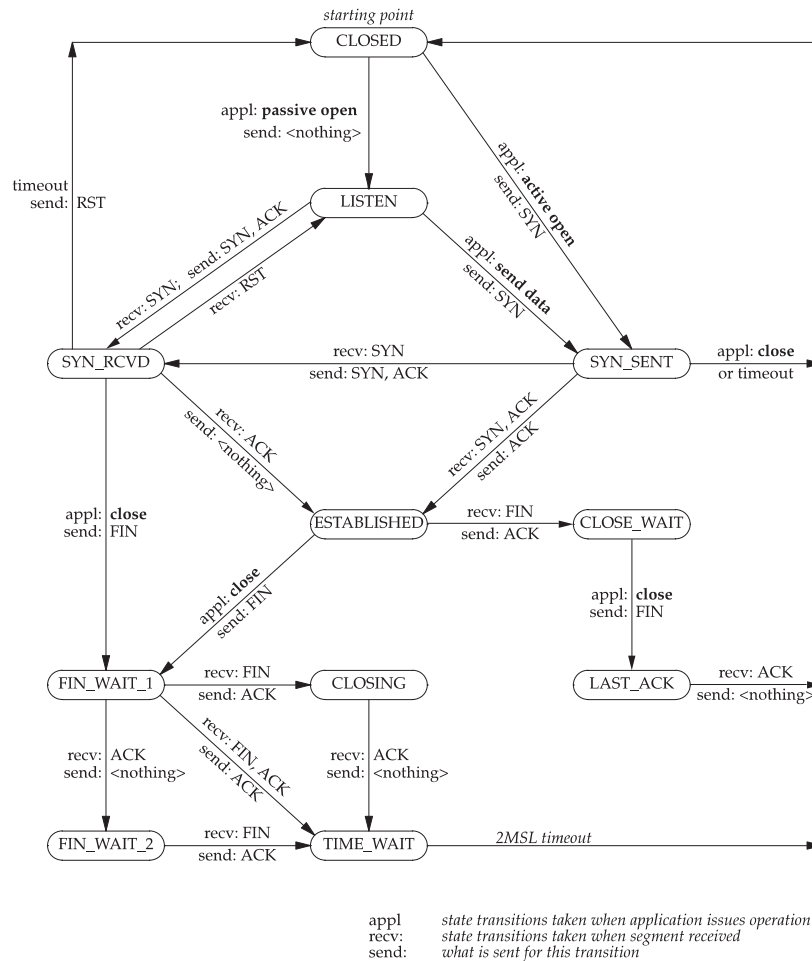 starting point
CLOSED
appl: passive open
send: <nothing>
appl: active open
send: SYN
timeout
send: RST
LISTEN
recv: SYN; send: SYN, ACK
recv: RST
appl: send data
send: SYN
SYN_RCVD
recv: SYN
send: SYN, ACK
SYN_SENT
appl: close
or timeout
recv: ACK
send: <nothing>
recv: SYN, ACK
send: ACK
appl: close
send: FIN
ESTABLISHED
recv: FIN
send: ACK
CLOSE_WAIT
appl: close
send: FIN
appl: close
send: FIN
FIN_WAIT_1
recv: FIN
send: ACK
CLOSING
LAST_ACK
recv: ACK
send: <nothing>
recv: ACK
send: <nothing>
recv: FIN, ACK
send: ACK
recv: ACK
send: <nothing>
FIN_WAIT_2
recv: FIN
send: ACK
TIME_WAIT
2MSL timeout
appl state transitions taken when application issues operation
recv: state transitions taken when segment received
send: what is sent for this transition